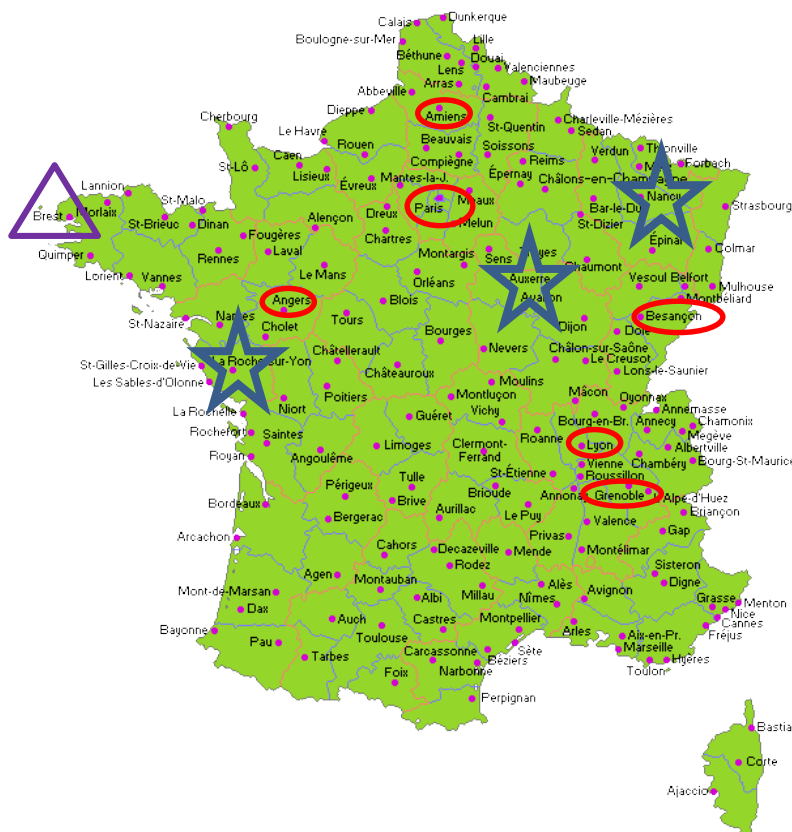 Dunkerque
Calais
Boulogne-sur-Mer
Lille
Béthune
Douai
Lens
Valenciennes
Arras
Maubeuge
Abbeville
Cambrai
Dieppe
Amiens
Cherbourg
St-Quentin
Charleville-Mézières
Sedan
Le Havre
Rouen
Beauvais
Soissons
Thionville
Caen
Compiègne
Reims
Verdun
Forbach
St-Lô
Lisieux
Mantes-la-J.
Épernay
Châlons-en-Champagne
Évreux
Lannion
St-Malo
Paris
Meaux
Nancy
Strasbourg
Brest
Morlaix
St-Brieuc
Dinan
Dreux
Bar-le-Du
Alençon
Melun
St-Dizier
Fougères
Chartres
Quimper
Rennes
Laval
Montargis
Sens
Épinal
Colmar
Lorient
Vannes
Le Mans
Orléans
Auxerre
Chaumont
Vesoul
Belfort
Mulhouse
Angers
Blois
Avallon
Montbéliard
St-Nazaire
Nantes
Tours
Besançon
Cholet
Bourges
Dijon
Dole
St-Gilles-Croix-de-Vie
La Roche-sur-Yon
Châtellerault
Nevers
Châlon-sur-Saône
Le Creusot
Les Sables-d'Olonne
Châteauroux
Lons-le-Saunier
Moulins
La Rochelle
Niort
Poitiers
Montluçon
Mâcon
Oyonnax
Annemasse
Guéret
Vichy
Bourg-en-Br.
Annecy
Chamonix
Rochefort
Saintes
Roanne
Megève
Limoges
Lyon
Albertville
Royan
Angoulême
Clermont-
Ferrand
Vienne
Chambéry
Bourg-St-Maurice
St-Étienne
Roussillon
Périgueux
Tulle
Brioude
Annonay
Grenoble
L'Alpe-d'Huez
Bordeaux
Brive
Aurillac
Le Puy
Briançon
Bergerac
Valence
Gap
Arcachon
Privas
Cahors
Decazeville
Mende
Montélimar
Rodez
Sisteron
Agen
Montauban
Digne
Mont-de-Marsan
Albi
Millau
Alès
Avignon
Dax
Nîmes
Grasse
Menton
Nice
Auch
Castres
Montpellier
Cannes
Bayonne
Toulouse
Arles
Aix-en-Pr.
Fréjus
Pau
Marseille
Tarbes
Carcassonne
Sète
Béziers
Hyères
Foix
Narbonne
Toulon
Perpignan
Bastia
Corte
Ajaccio